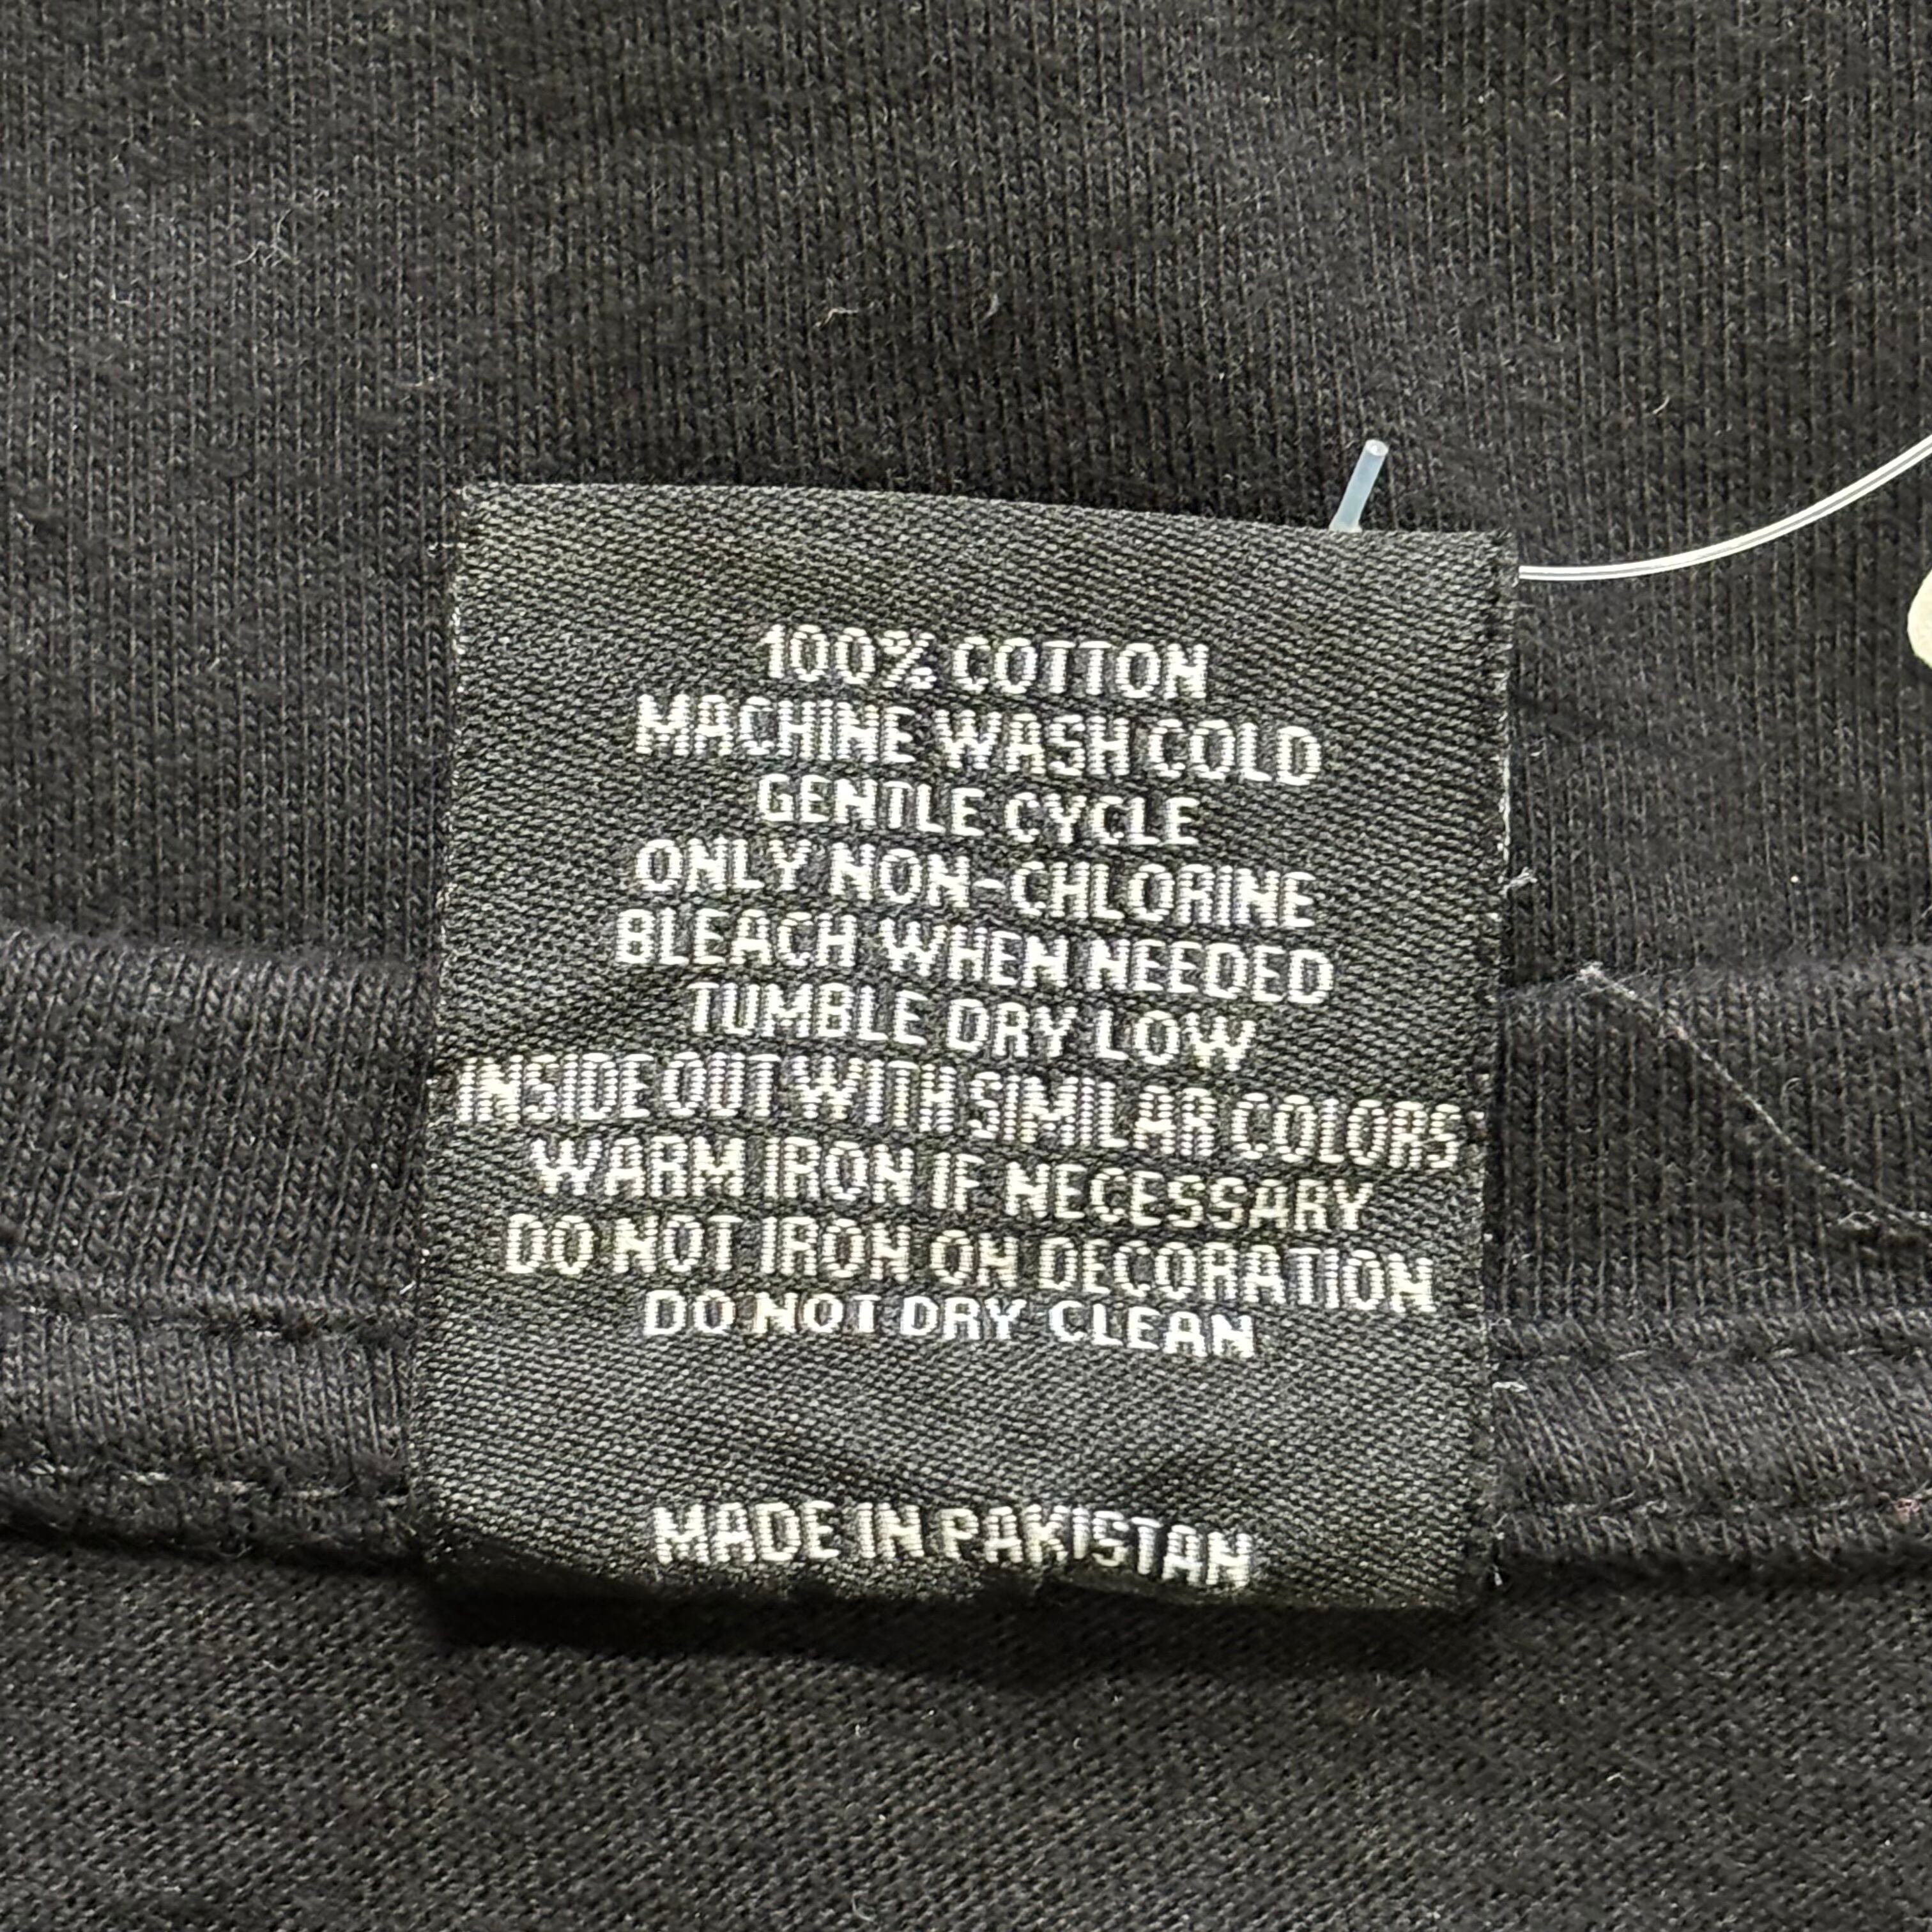 100% COTTON
MACHINE WASH COLD
GENTLE CYCLE
ONLY NON-CHLORINE
BLEACH WHEN NEEDED
TUMBLE DRY LOW
INSIDE OUT WITH SIMILAR COLORS
WARM IRON IF NECESSARY
DO NOT IRON ON DECORATION
DO NOT DRY CLEAN
MADE IN PAKISTAN